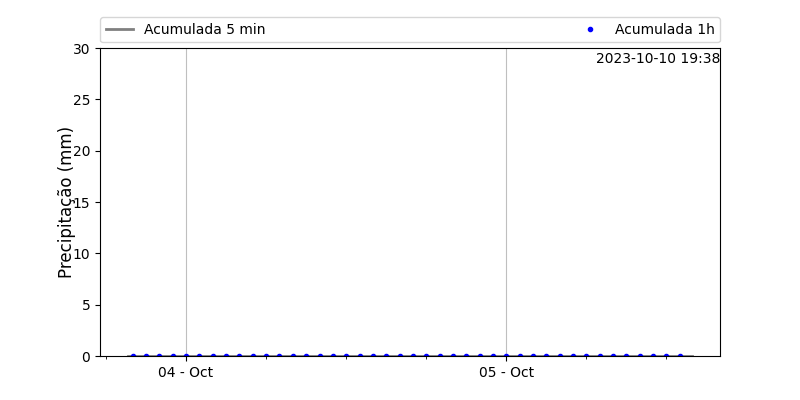 Acumulada 5 min
Acumulada 1h
2023-10-10 19:38
Precipitação (mm)
30
25
20
15
10
5
0
04 - Oct
05 - Oct